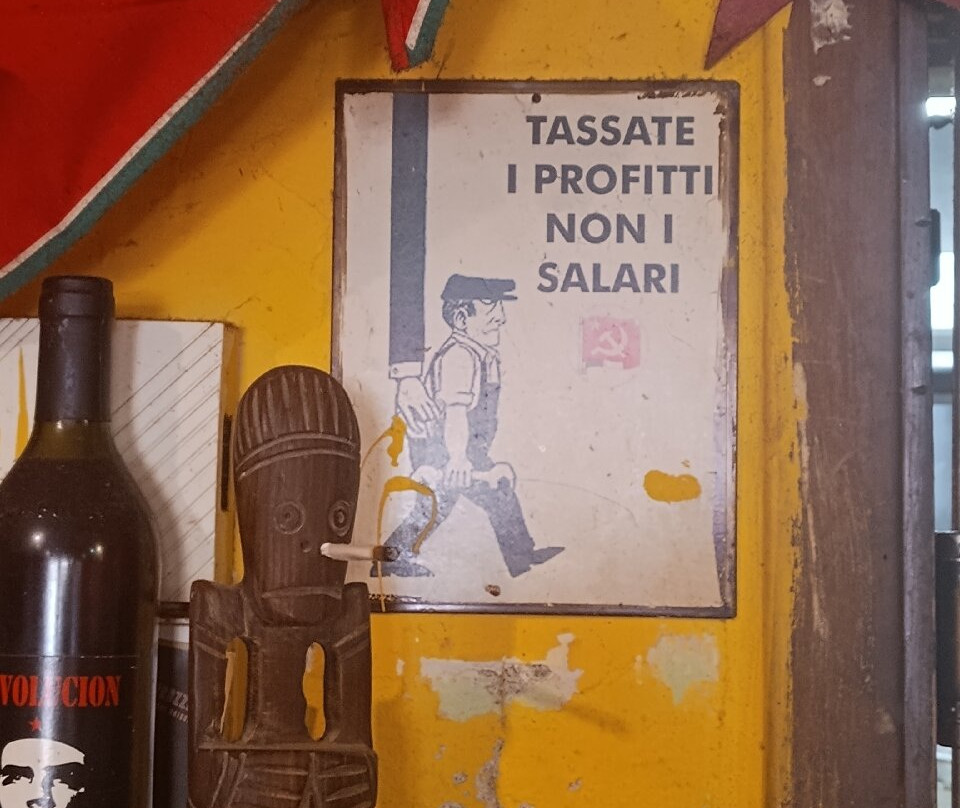 TASSATE
I PROFITTI
NON I
SALARI
VOLUCION